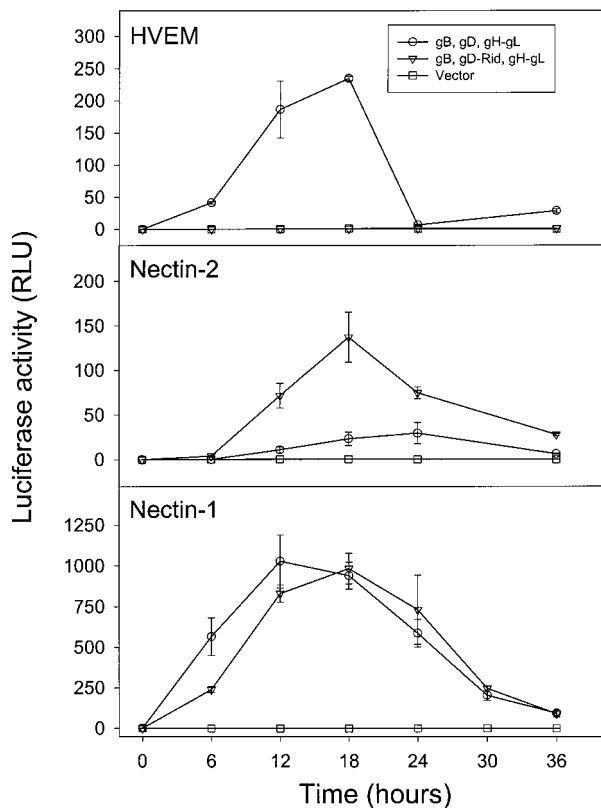 HVEM
gB, gD, gH-gL
gB, gD-Rid, gH-gL
Vector
300
250
200
150
100
50
0
Nectin-2
200
150
100
50
0
Nectin-1
1250
1000
750
500
250
0
Luciferase activity (RLU)
0 6 12 18 24 30 36
Time (hours)